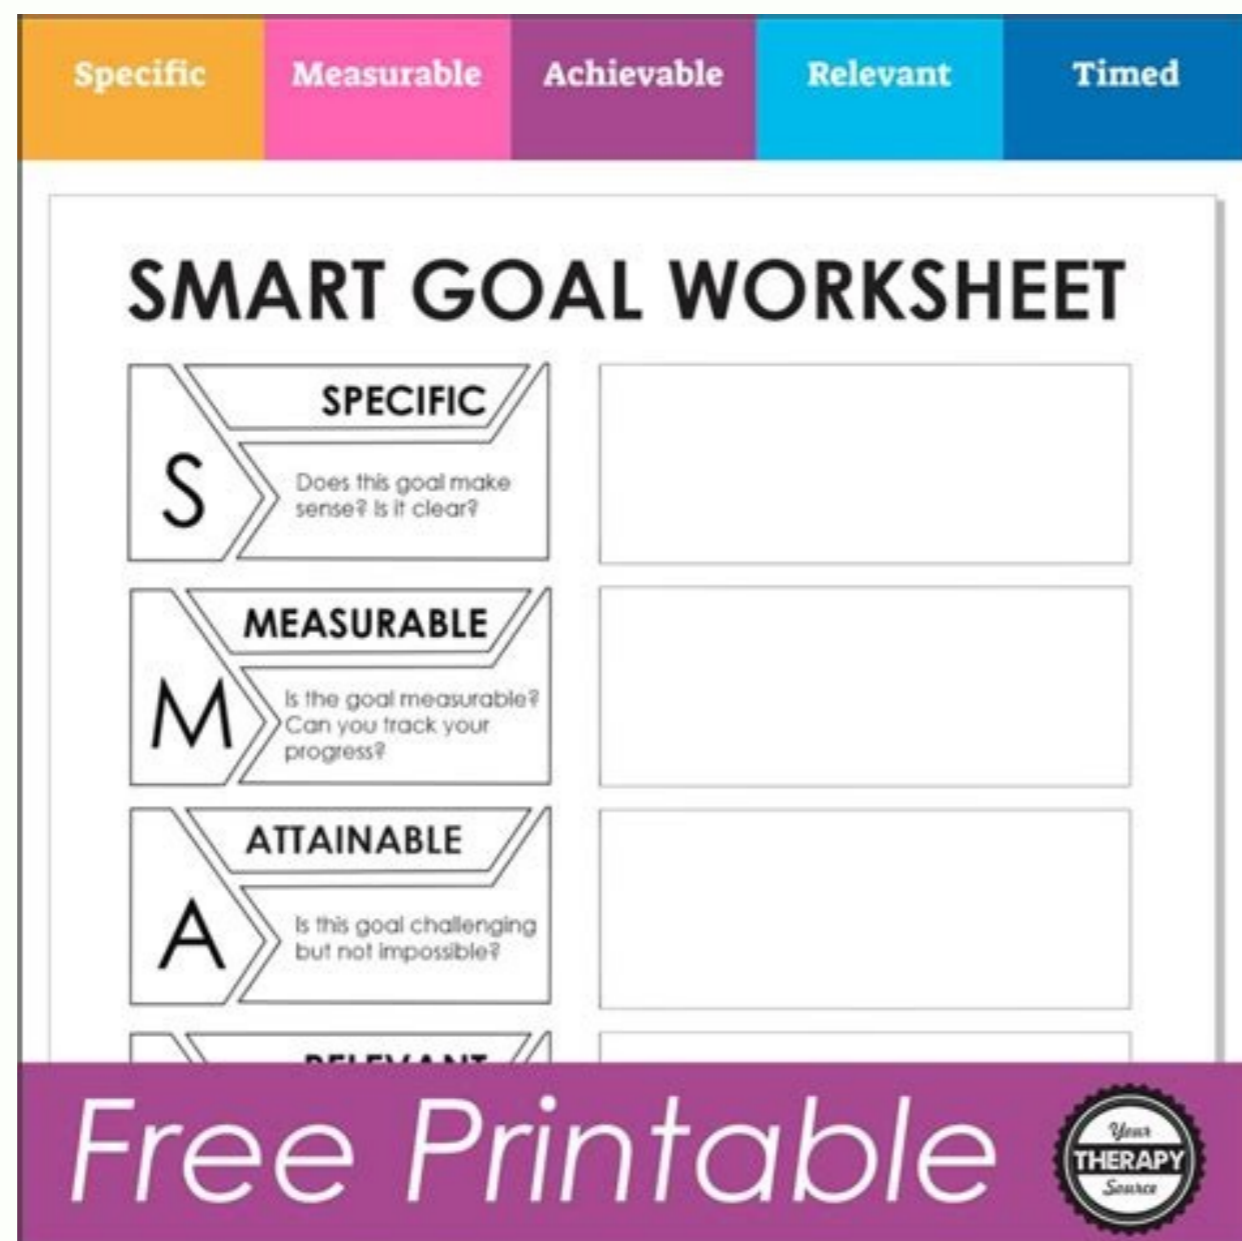 Specific Measurable Achievable Relevant Timed
SMART GOAL WORKSHEET
S
SPECIFIC
Does this goal make
sense? Is it clear?
M
MEASURABLE
Is the goal measurable?
Can you track your
progress?
A
ATTAINABLE
Is this goal challenging
but not impossible?
RELEVANT
Free Printable
Your
THERAPY
Source